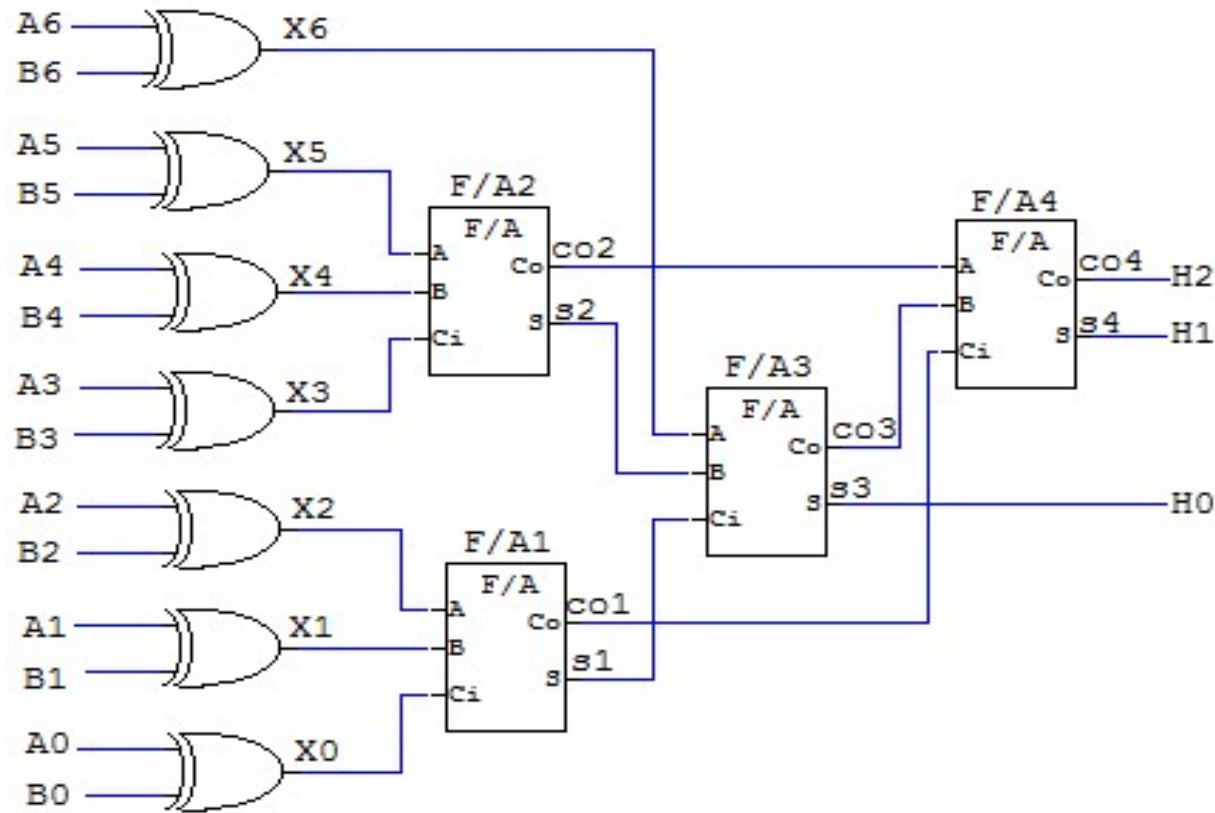 A6
X6
B6
A5
X5
B5
F/A2
F/A
A
Co
co2
B
S
s2
Ci
A4
X4
B4
A3
X3
B3
F/A4
F/A
A
Co
co4
H2
B
S
s4
H1
Ci
F/A3
F/A
A
Co
co3
B
S
s3
H0
Ci
A2
X2
B2
F/A1
F/A
A
Co
co1
B
S
s1
Ci
A1
X1
B1
A0
X0
B0